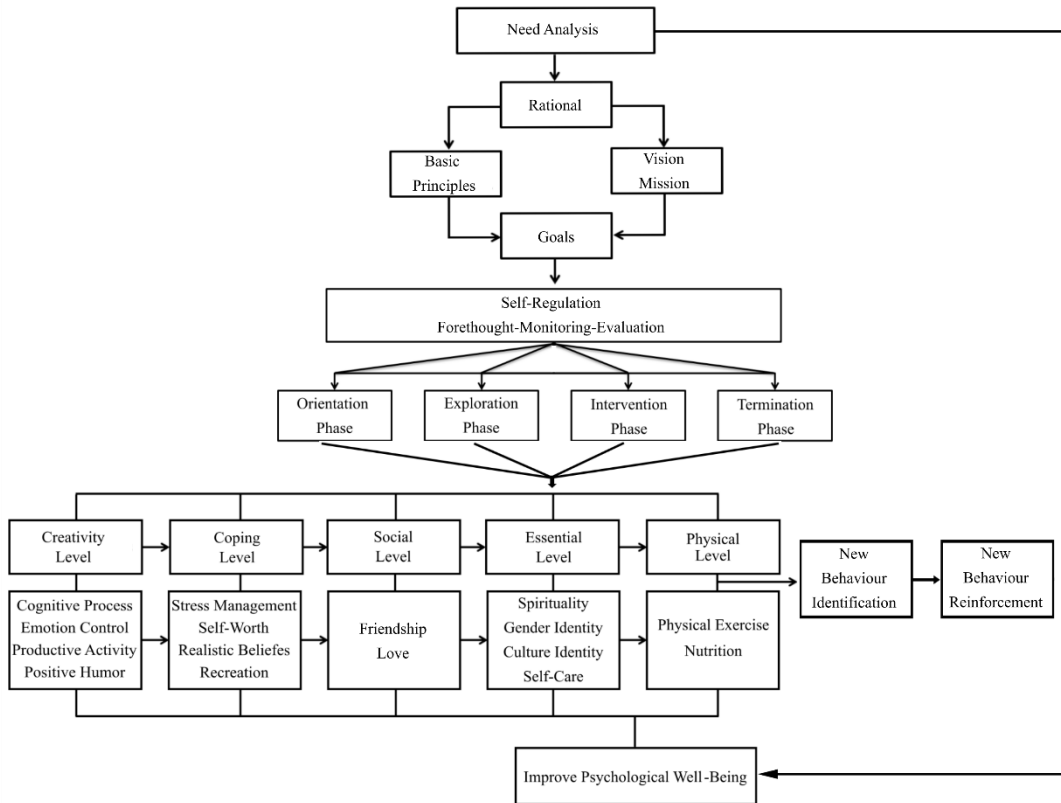 Need Analysis
Rational
Basic
Principles
Vision
Mission
Goals
Self-Regulation
Forethought-Monitoring-Evaluation
Orientation
Phase
Exploration
Phase
Intervention
Phase
Termination
Phase
Creativity
Level
Coping
Level
Social
Level
Essential
Level
Physical
Level
New
Behaviour
Identification
New
Behaviour
Reinforcement
Cognitive Process
Emotion Control
Productive Activity
Positive Humor
Stress Management
Self-Worth
Realistic Beliefes
Recreation
Friendship
Love
Spirituality
Gender Identity
Culture Identity
Self-Care
Physical Exercise
Nutrition
Improve Psychological Well-Being